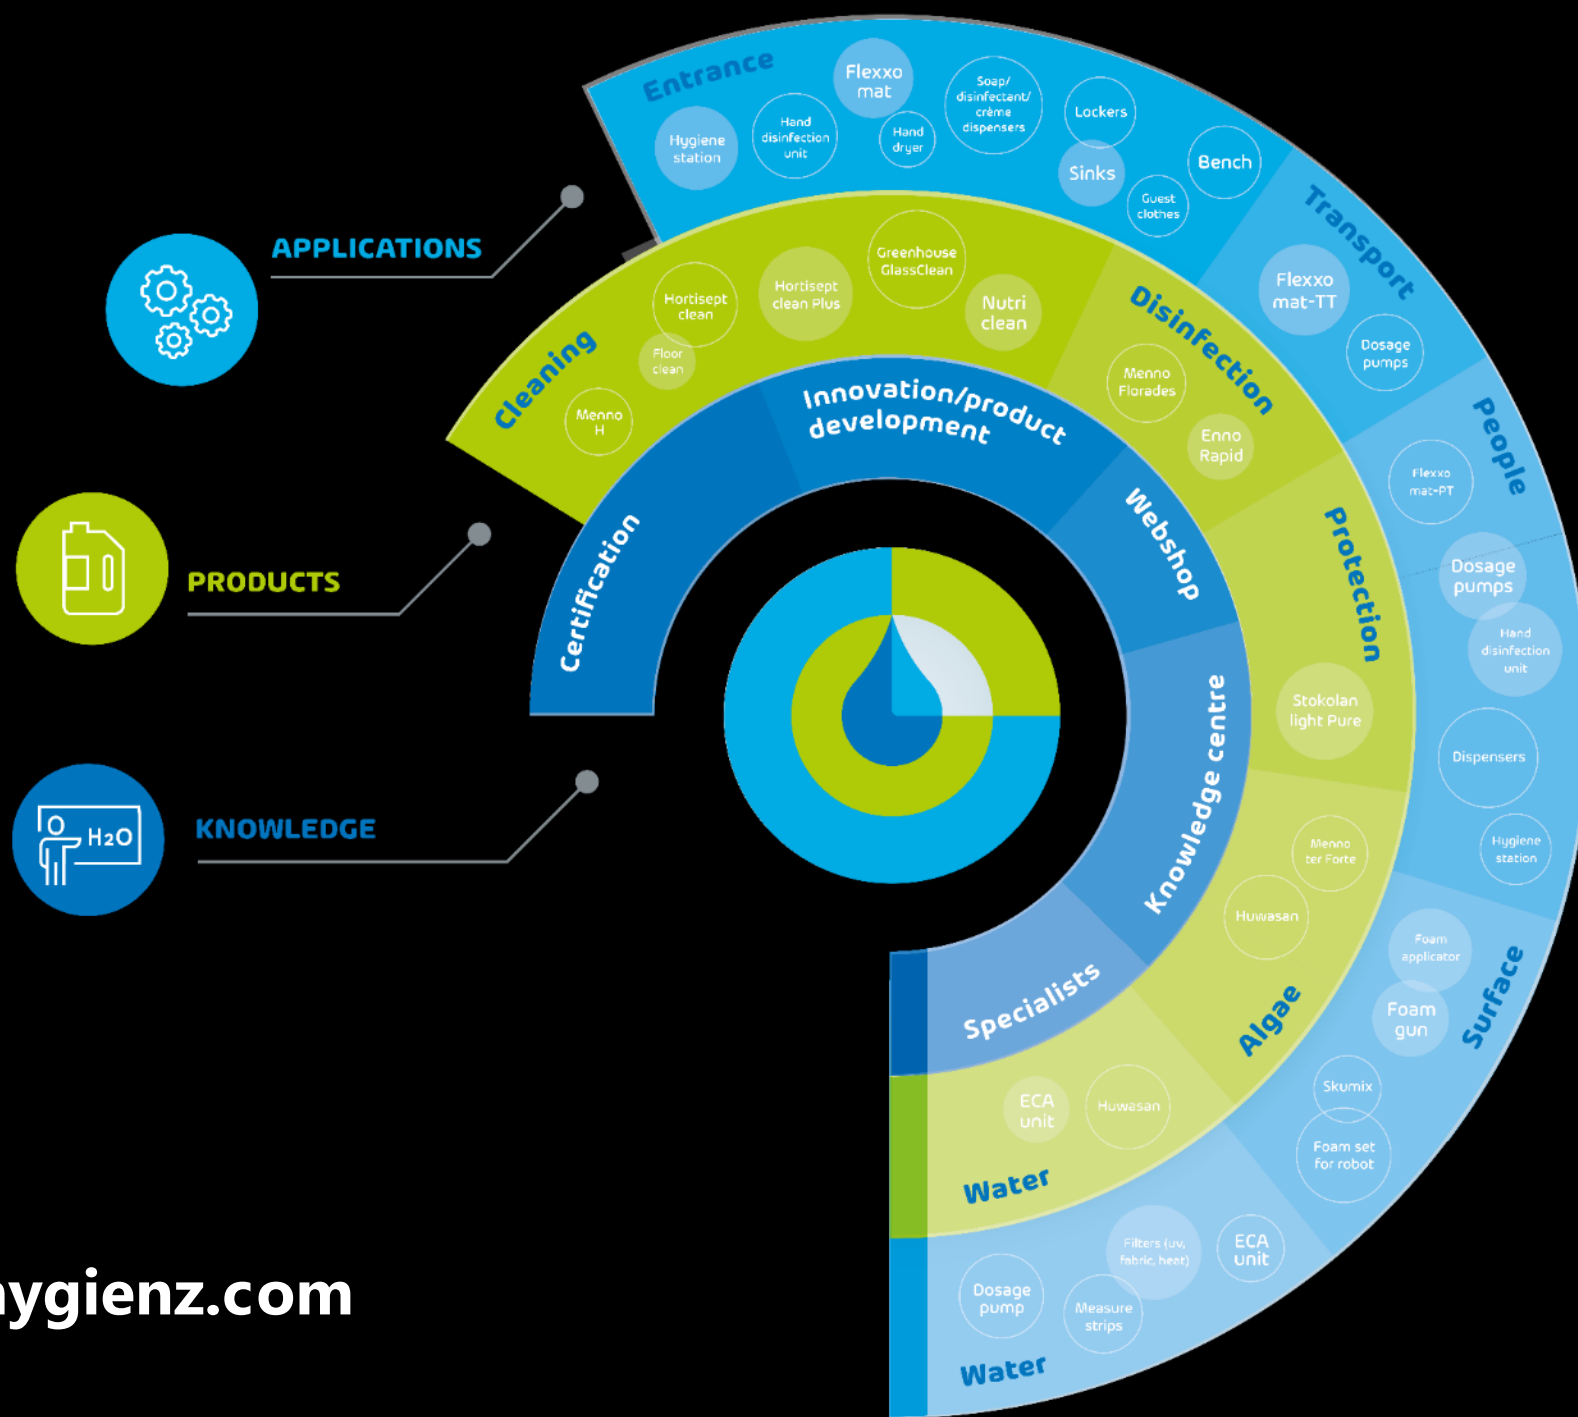 APPLICATIONS
PRODUCTS
H2O
KNOWLEDGE
Entrance
Hygiene
station
Hand
disinfection
unit
Flexxo
mat
Hand
dryer
Soap/
disinfectant/
crème
dispensers
Lockers
Sinks
Guest
clothes
Bench
Transport
Flexxo
mat-TT
Dosage
pumps
People
Flexxo
mat-PT
Dosage
pumps
Hand
disinfection
unit
Dispensers
Hygiene
station
Surface
Foam
applicator
Foam
gun
Skumix
Foam set
for robot
Water
ECA
unit
Filters (uv,
fabric, heat)
Measure
strips
Dosage
pump
Cleaning
Menno
H
Floor
clean
Hortisept
clean
Hortisept
clean Plus
Greenhouse
GlassClean
Nutri
clean
Disinfection
Menno
Florades
Enno
Rapid
Protection
Stokolan
light Pure
Algae
Menno
ter Forte
Huwasan
Water
ECA
unit
Huwasan
Certification
Innovation/product
development
Webshop
Knowledge centre
Specialists
ygienz.com